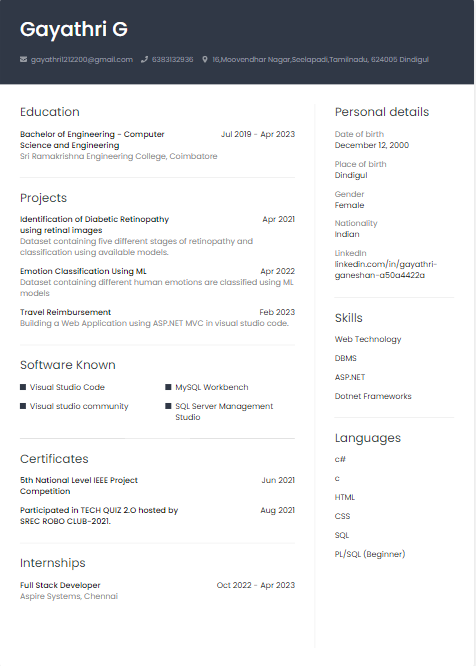 Gayathri G
gayathri1212200@gmail.com 6383132936 16,Moovendhar Nagar,Seelapadi,Tamilnadu, 624005 Dindigul
Education
Bachelor of Engineering - Computer Science and Engineering Jul 2019 - Apr 2023
Sri Ramakrishna Engineering College, Coimbatore
Projects
Identification of Diabetic Retinopathy Apr 2021
using retinal images
Dataset containing five different stages of retinopathy and
classification using available models.
Emotion Classification Using ML Apr 2022
Dataset containing different human emotions are classified using ML
models
Travel Reimbursement Feb 2023
Building a Web Application using ASP.NET MVC in visual studio code.
Software Known
Visual Studio Code MySQL Workbench
Visual studio community SQL Server Management
Studio
Certificates
5th National Level IEEE Project Jun 2021
Competition
Participated in TECH QUIZ 2.O hosted by Aug 2021
SREC ROBO CLUB-2021.
Internships
Full Stack Developer Oct 2022 - Apr 2023
Aspire Systems, Chennai
Personal details
Date of birth
December 12, 2000
Place of birth
Dindigul
Gender
Female
Nationality
Indian
LinkedIn
linkedin.com/in/gayathri-
ganeshan-a50a4422a
Skills
Web Technology
DBMS
ASP.NET
Dotnet Frameworks
Languages
c#
c
HTML
CSS
SQL
PL/SQL (Beginner)